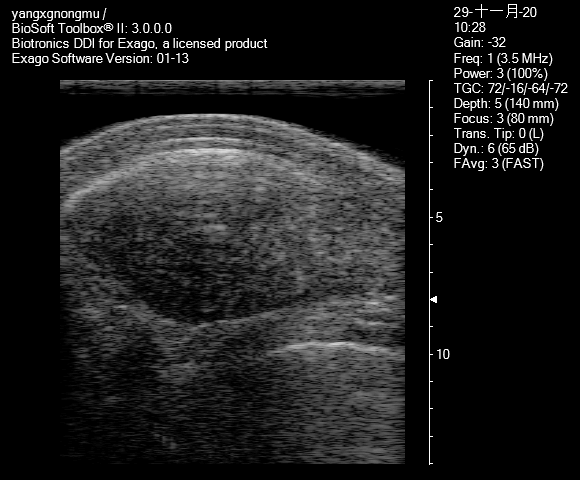 yangxgnongmu /
BioSoft Toolbox® II: 3.0.0.0
Biotronics DDI for Exago, a licensed product
Exago Software Version: 01-13
29-十一月-20
10:28
Gain: -32
Freq: 1 (3.5 MHz)
Power: 3 (100%)
TGC: 72/-16/-64/-72
Depth: 5 (140 mm)
Focus: 3 (80 mm)
Trans. Tip: 0 (L)
Dyn.: 6 (65 dB)
FAvg: 3 (FAST)
5
10